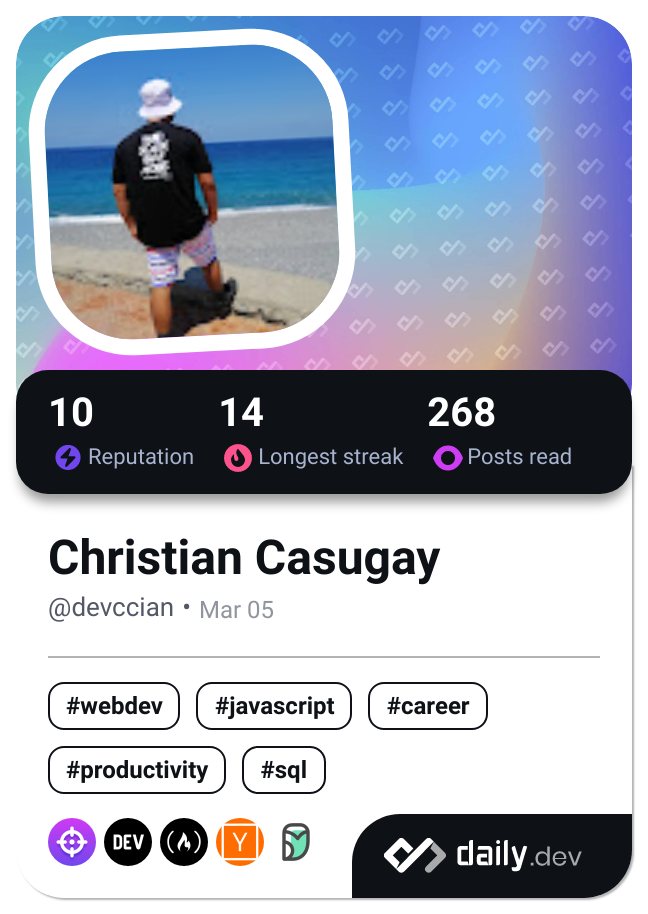 10 14 268
Reputation Longest streak Posts read
Christian Casugay
@devccian • Mar 05
#webdev #javascript #career
#productivity #sql
DEV Y daily.dev